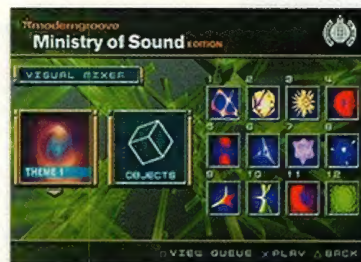 moderngroove
Ministry of Sound EDITION
VISUAL MIXER
1 2 3 4
THEME 1
OBJECTS
5 6 7 8
9 10 11 12
□ VIEW QUEUE × PLAY △ BACK